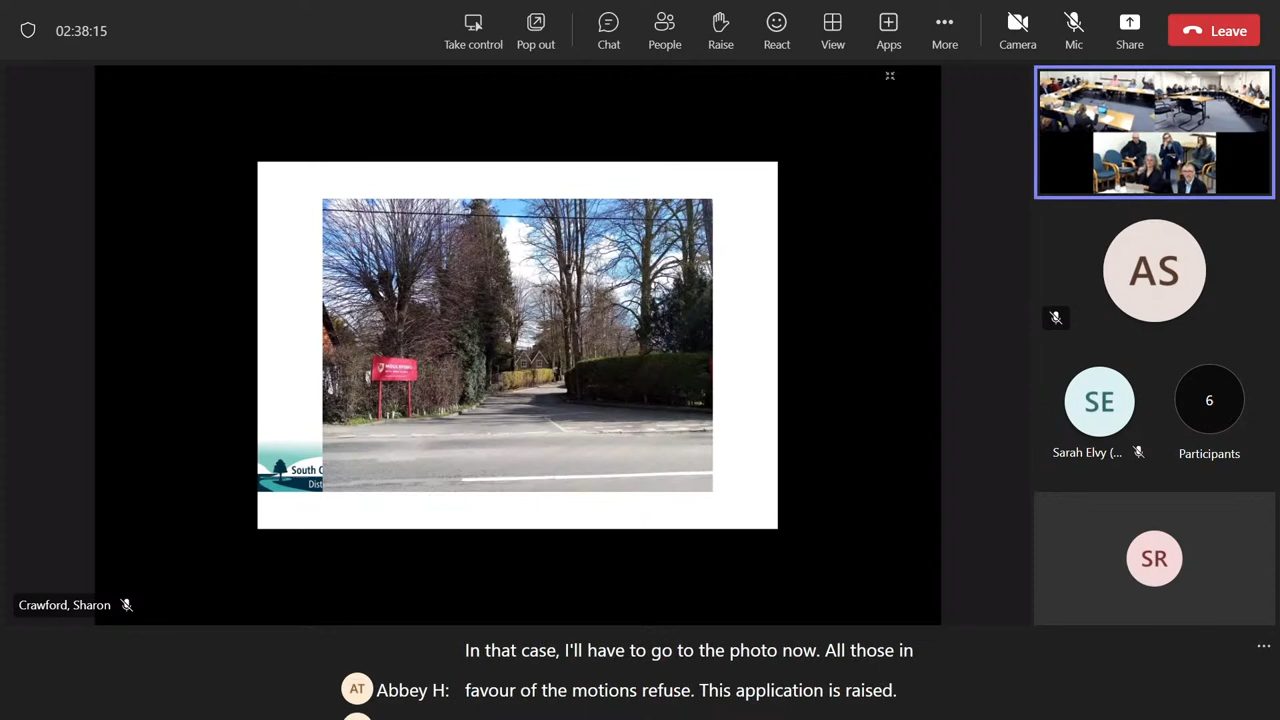 02:38:15
Take control
Pop out
Chat
People
Raise
React
View
Apps
More
Camera
Mic
Share
Leave
South
Dist
AS
SE
6
Sarah Elvy (...
Participants
SR
Crawford, Sharon
In that case, I'll have to go to the photo now. All those in
AT
Abbey H:
favour of the motions refuse. This application is raised.